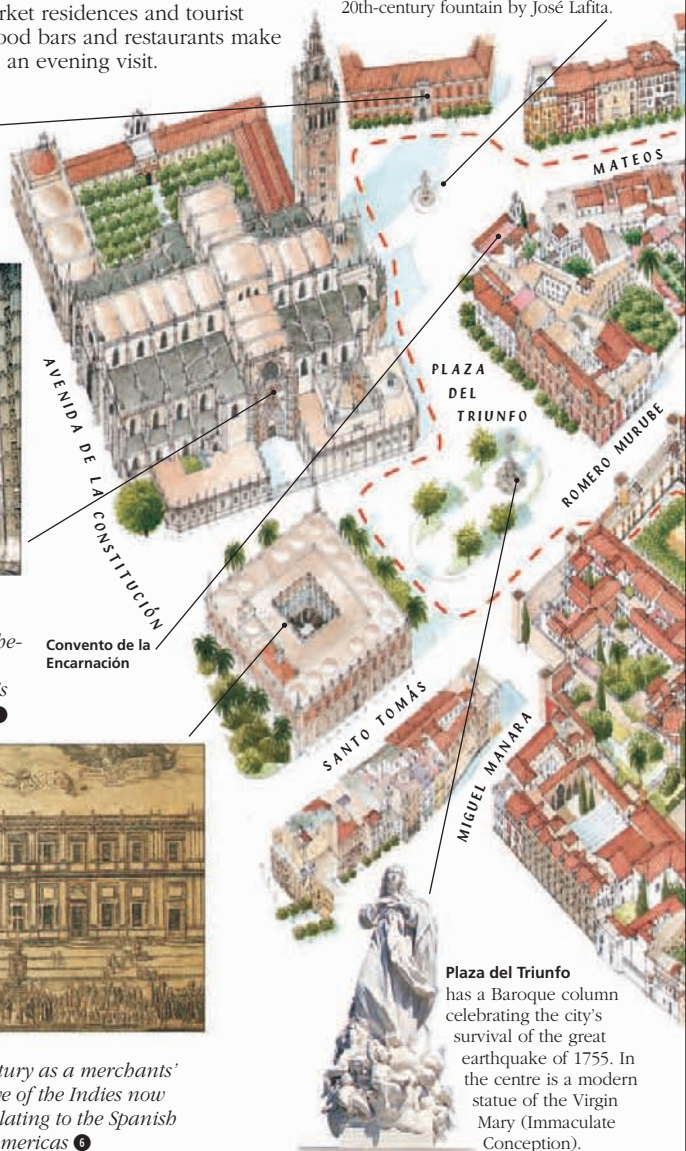 rket residences and tourist
ood bars and restaurants make
an evening visit.
20th-century fountain by José Lafita.
MATEOS
AVENIDA DE LA CONSTITUCIÓN
PLAZA
DEL
TRIUNFO
ROMERO MURUBE
he-
s
Convento de la
Encarnación
SANTO TOMÁS
MIGUEL MANARA
tury as a merchants’
ve of the Indies now
lating to the Spanish
mericas 6
Plaza del Triunfo
has a Baroque column
celebrating the city’s
survival of the great
earthquake of 1755. In
the centre is a modern
statue of the Virgin
Mary (Immaculate
Conception).